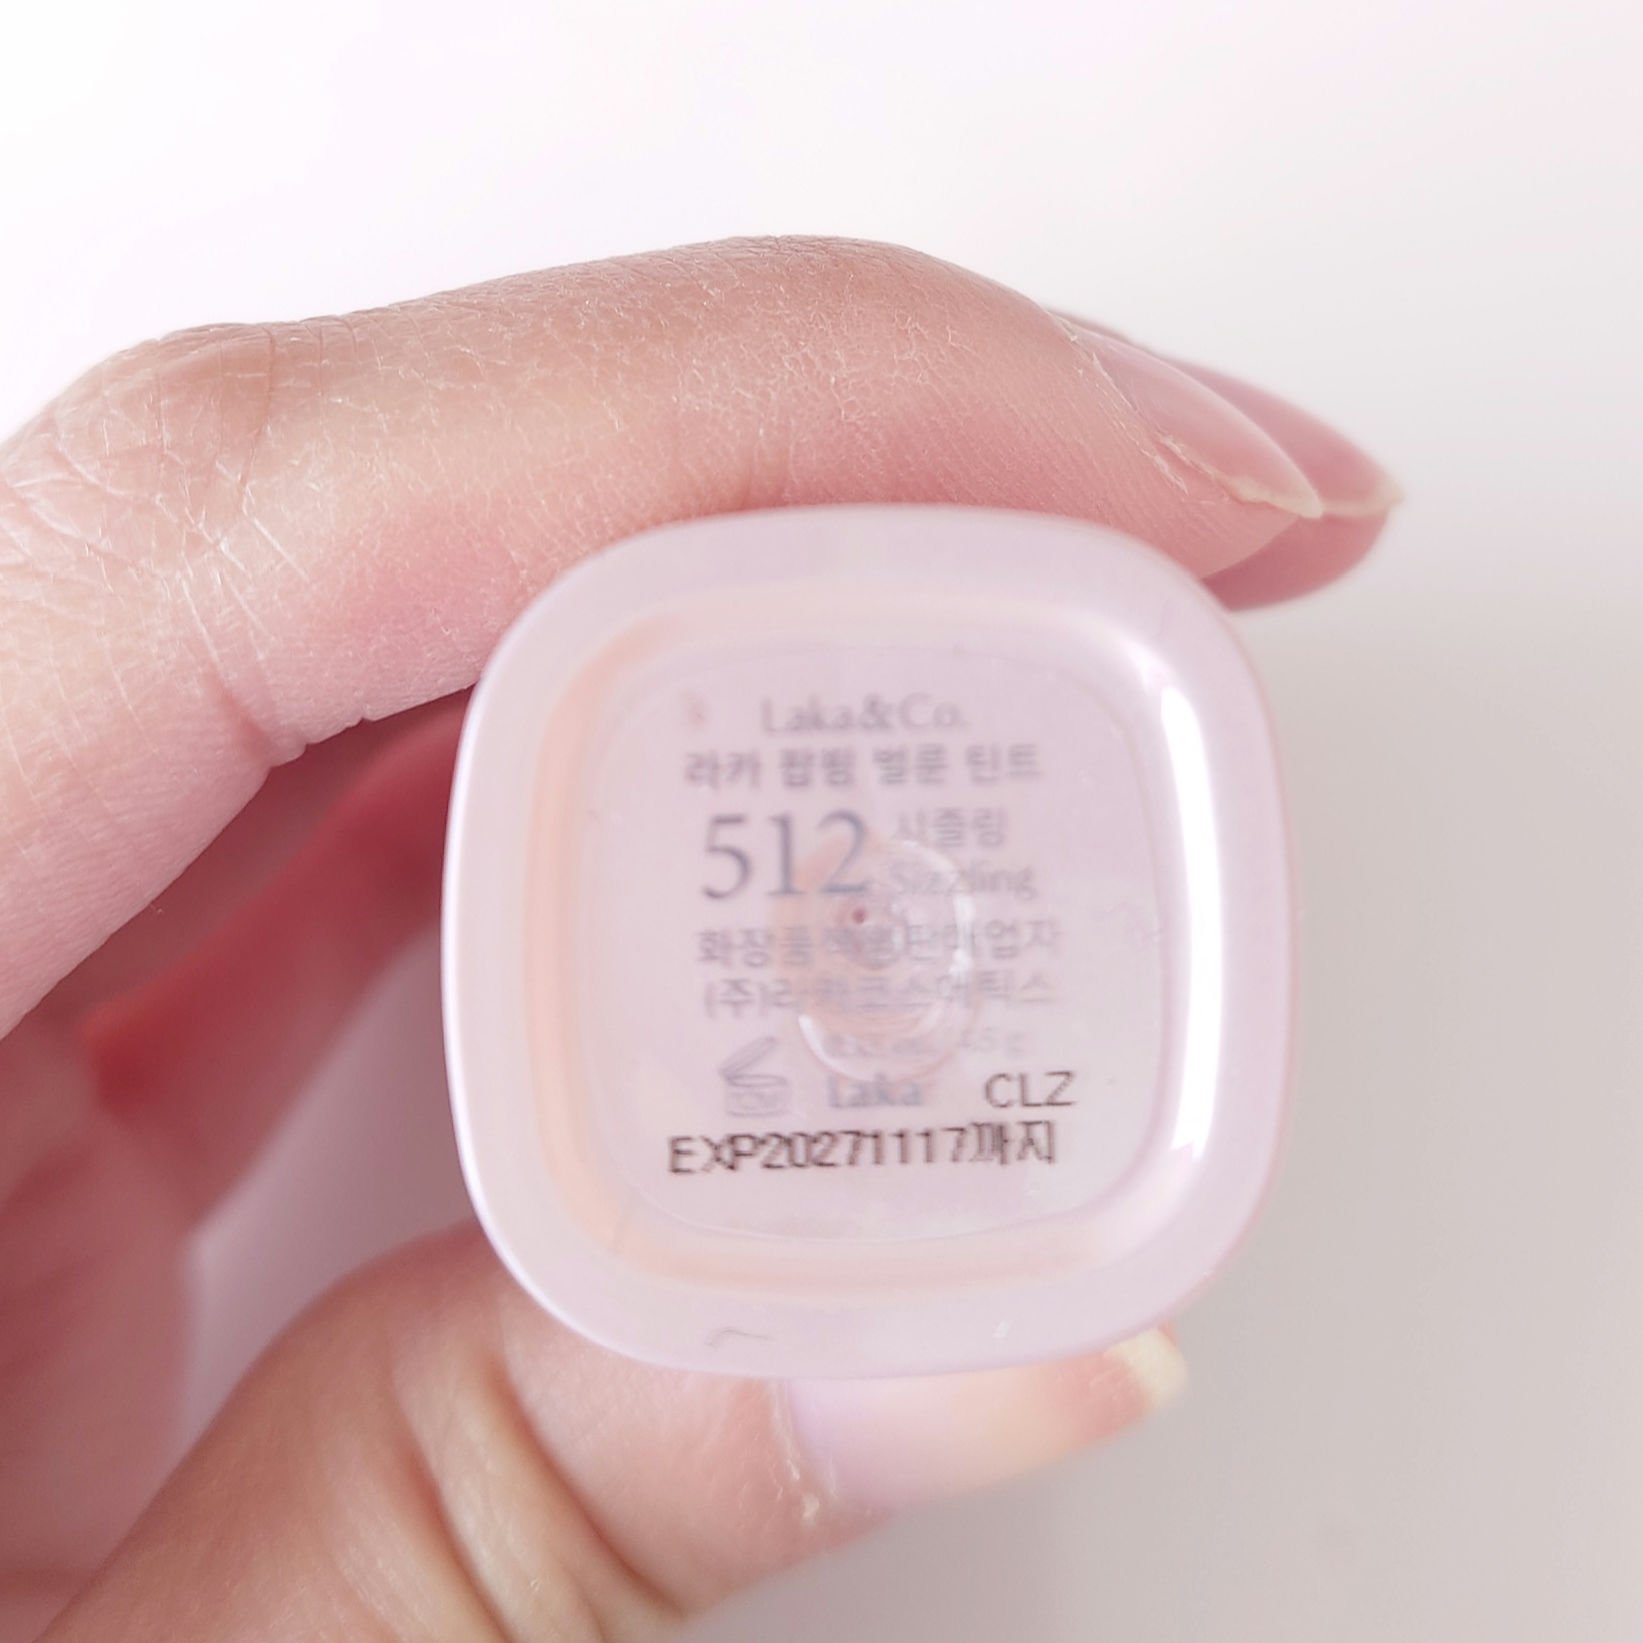 Laka&Co.
라카 팝핑 벌룬 틴트
512 시즐링
Sizzling
화장품책임판매업자
(주)라카코스메틱스
4.5 g
Laka CLZ
EXP20271117까지